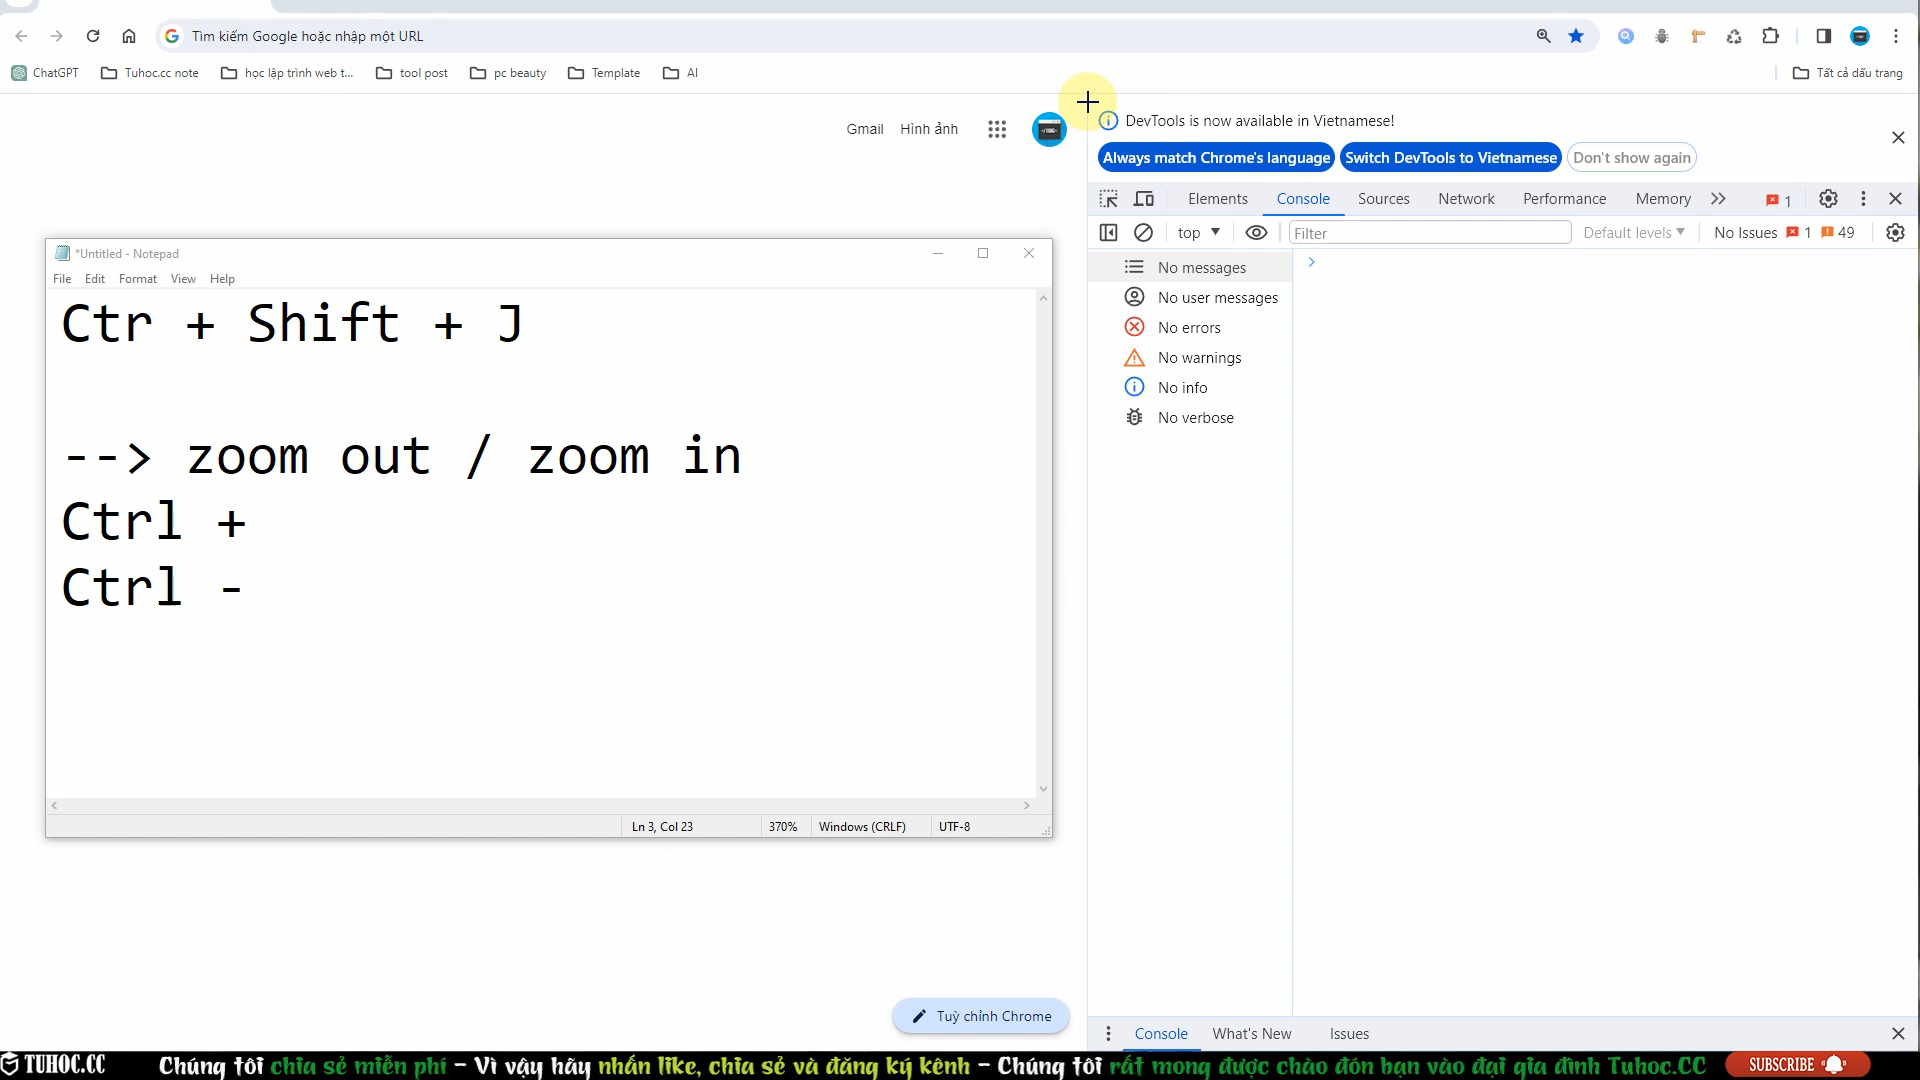 Tìm kiếm Google hoặc nhập một URL
ChatGPT
Tuhoc.cc note
học lập trình web t...
tool post
pc beauty
Template
AI
Tất cả dấu trang
Gmail
Hình ảnh
DevTools is now available in Vietnamese!
Always match Chrome's language
Switch DevTools to Vietnamese
Don't show again
Elements
Console
Sources
Network
Performance
Memory
1
top
Filter
Default levels
No Issues
1
49
No messages
No user messages
No errors
No warnings
No info
No verbose
*Untitled - Notepad
File Edit Format View Help
Ctr + Shift + J
--> zoom out / zoom in
Ctrl +
Ctrl -
Ln 3, Col 23
370%
Windows (CRLF)
UTF-8
Tuỳ chỉnh Chrome
Console
What's New
Issues
TUHOC.CC
Chúng tôi chia sẻ miễn phí - Vì vậy hãy nhấn like, chia sẻ và đăng ký kênh - Chúng tôi rất mong được chào đón bạn vào đại gia đình Tuhoc.CC
SUBSCRIBE